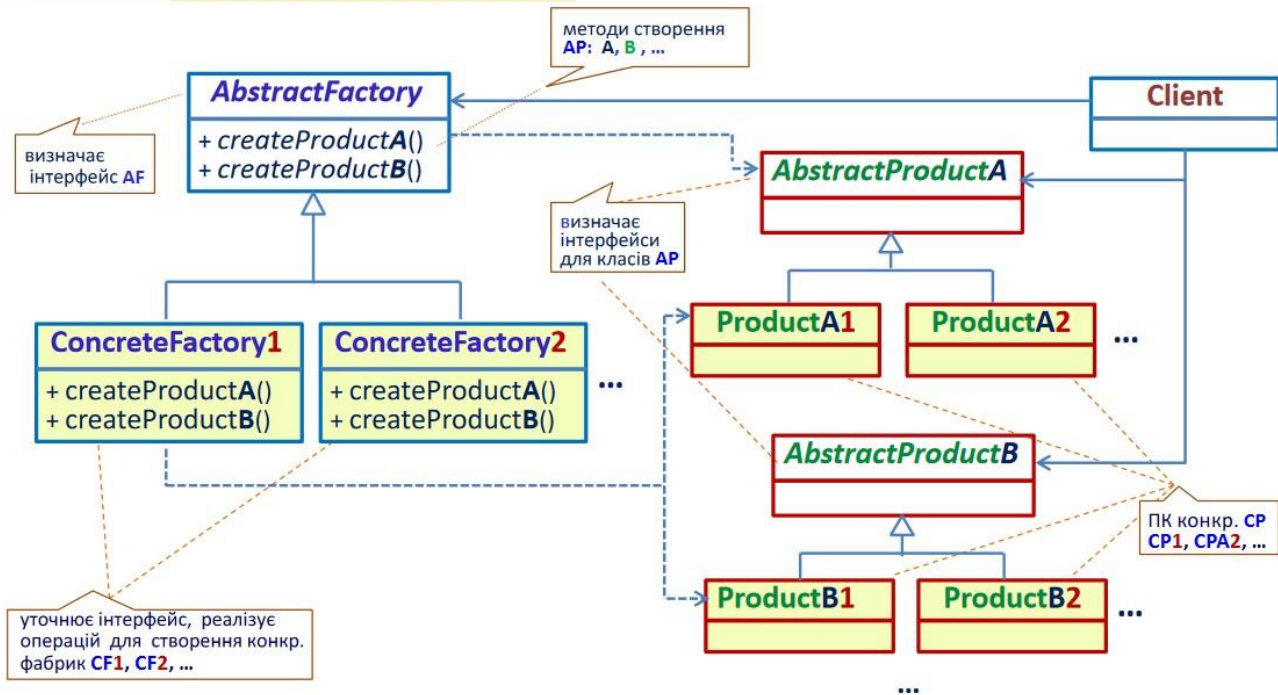 методи створення
AP: A, B , ...
AbstractFactory
+ createProductA()
+ createProductB()
Client
визначає
інтерфейс AF
AbstractProductA
визначає
інтерфейси
для класів AP
ConcreteFactory1
+ createProductA()
+ createProductB()
ConcreteFactory2
+ createProductA()
+ createProductB()
...
ProductA1
ProductA2
...
AbstractProductB
ПК конкр. CP
CP1, CPA2, ...
ProductB1
ProductB2
...
уточнює інтерфейс, реалізує
операцій для створення конкр.
фабрик CF1, CF2, ...
...